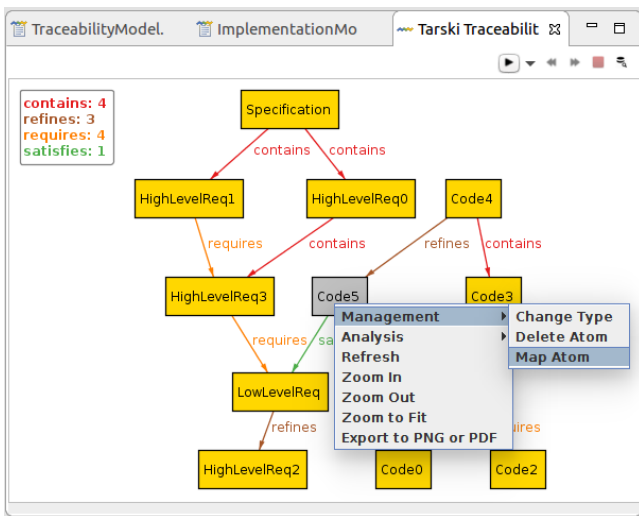 TraceabilityModel.
ImplementationMo
Tarski Traceabilit
contains: 4
refines: 3
requires: 4
satisfies: 1
Specification
contains contains
HighLevelReq1 HighLevelReq0 Code4
requires contains refines contains
HighLevelReq3 Code5 Code3
Management
Analysis
Refresh
Zoom In
Zoom Out
Zoom to Fit
Export to PNG or PDF
Change Type
Delete Atom
Map Atom
requires
LowLevelReq
refines
HighLevelReq2 Code0 Code2